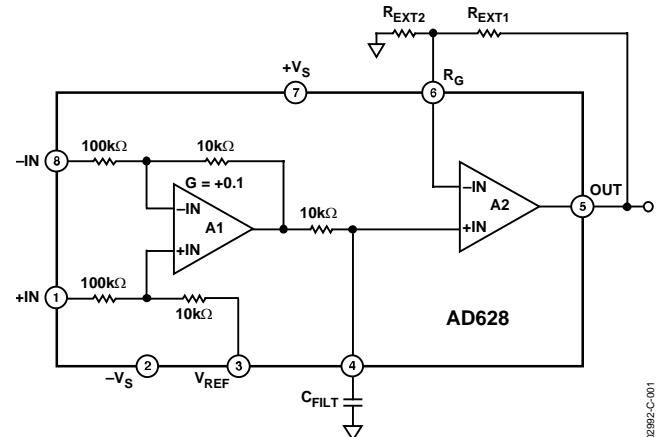 R_EXT2
R_EXT1
+V_S
R_G
7
6
100kΩ
10kΩ
–IN
8
G = +0.1
–IN
A1
+IN
10kΩ
–IN
A2
+IN
OUT
5
+IN
1
100kΩ
10kΩ
AD628
2
3
4
–V_S
V_REF
C_FILT
02992-C-001